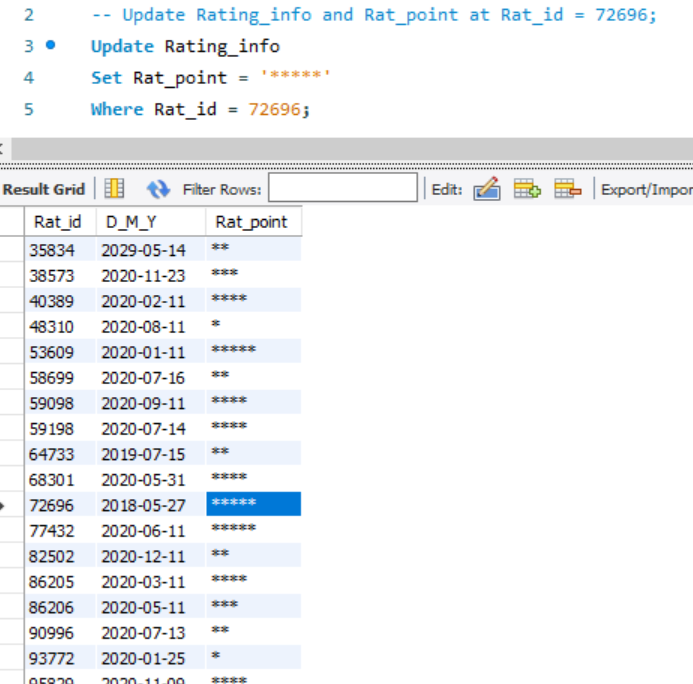 2 -- Update Rating_info and Rat_point at Rat_id = 72696;
3 Update Rating_info
4 Set Rat_point = '*****'
5 Where Rat_id = 72696;
Result Grid Filter Rows: Edit: Export/Impor
Rat_id D_M_Y Rat_point
35834 2029-05-14 **
38573 2020-11-23 ***
40389 2020-02-11 ****
48310 2020-08-11 *
53609 2020-01-11 *****
58699 2020-07-16 **
59098 2020-09-11 ****
59198 2020-07-14 ****
64733 2019-07-15 **
68301 2020-05-31 ****
72696 2018-05-27 *****
77432 2020-06-11 *****
82502 2020-12-11 **
86205 2020-03-11 ****
86206 2020-05-11 ***
90996 2020-07-13 **
93772 2020-01-25 *
95829 2020-11-09 ****